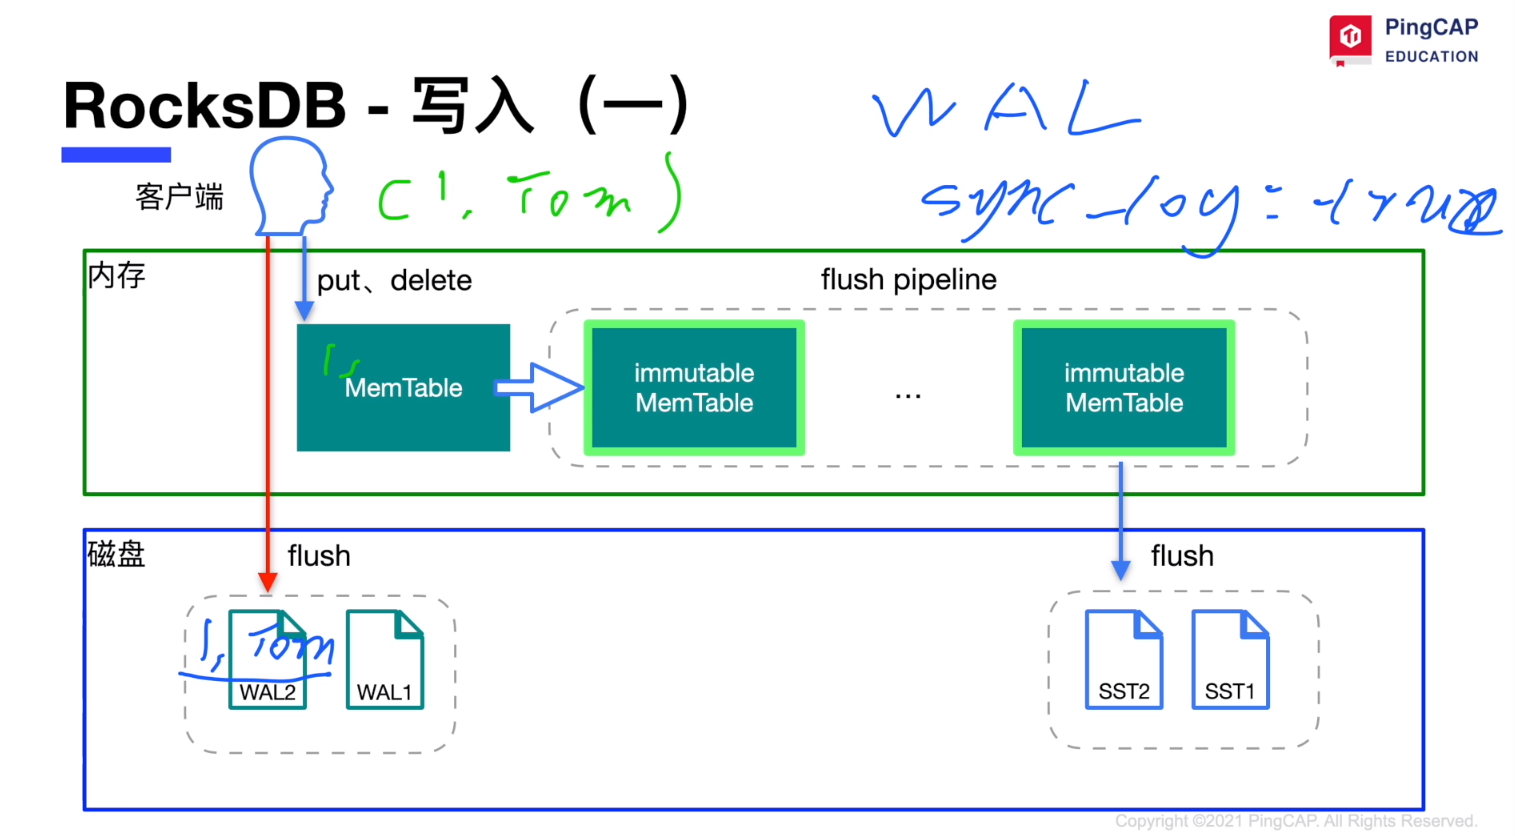 PingCAP
EDUCATION
RocksDB - 写入（一）
WAL
客户端
(1, Tom)
sync_log=true
内存
put、delete
flush pipeline
1,
MemTable
immutable
MemTable
...
immutable
MemTable
磁盘
flush
flush
1, Tom
WAL2
WAL1
SST2
SST1
Copyright ©2021 PingCAP. All Rights Reserved.